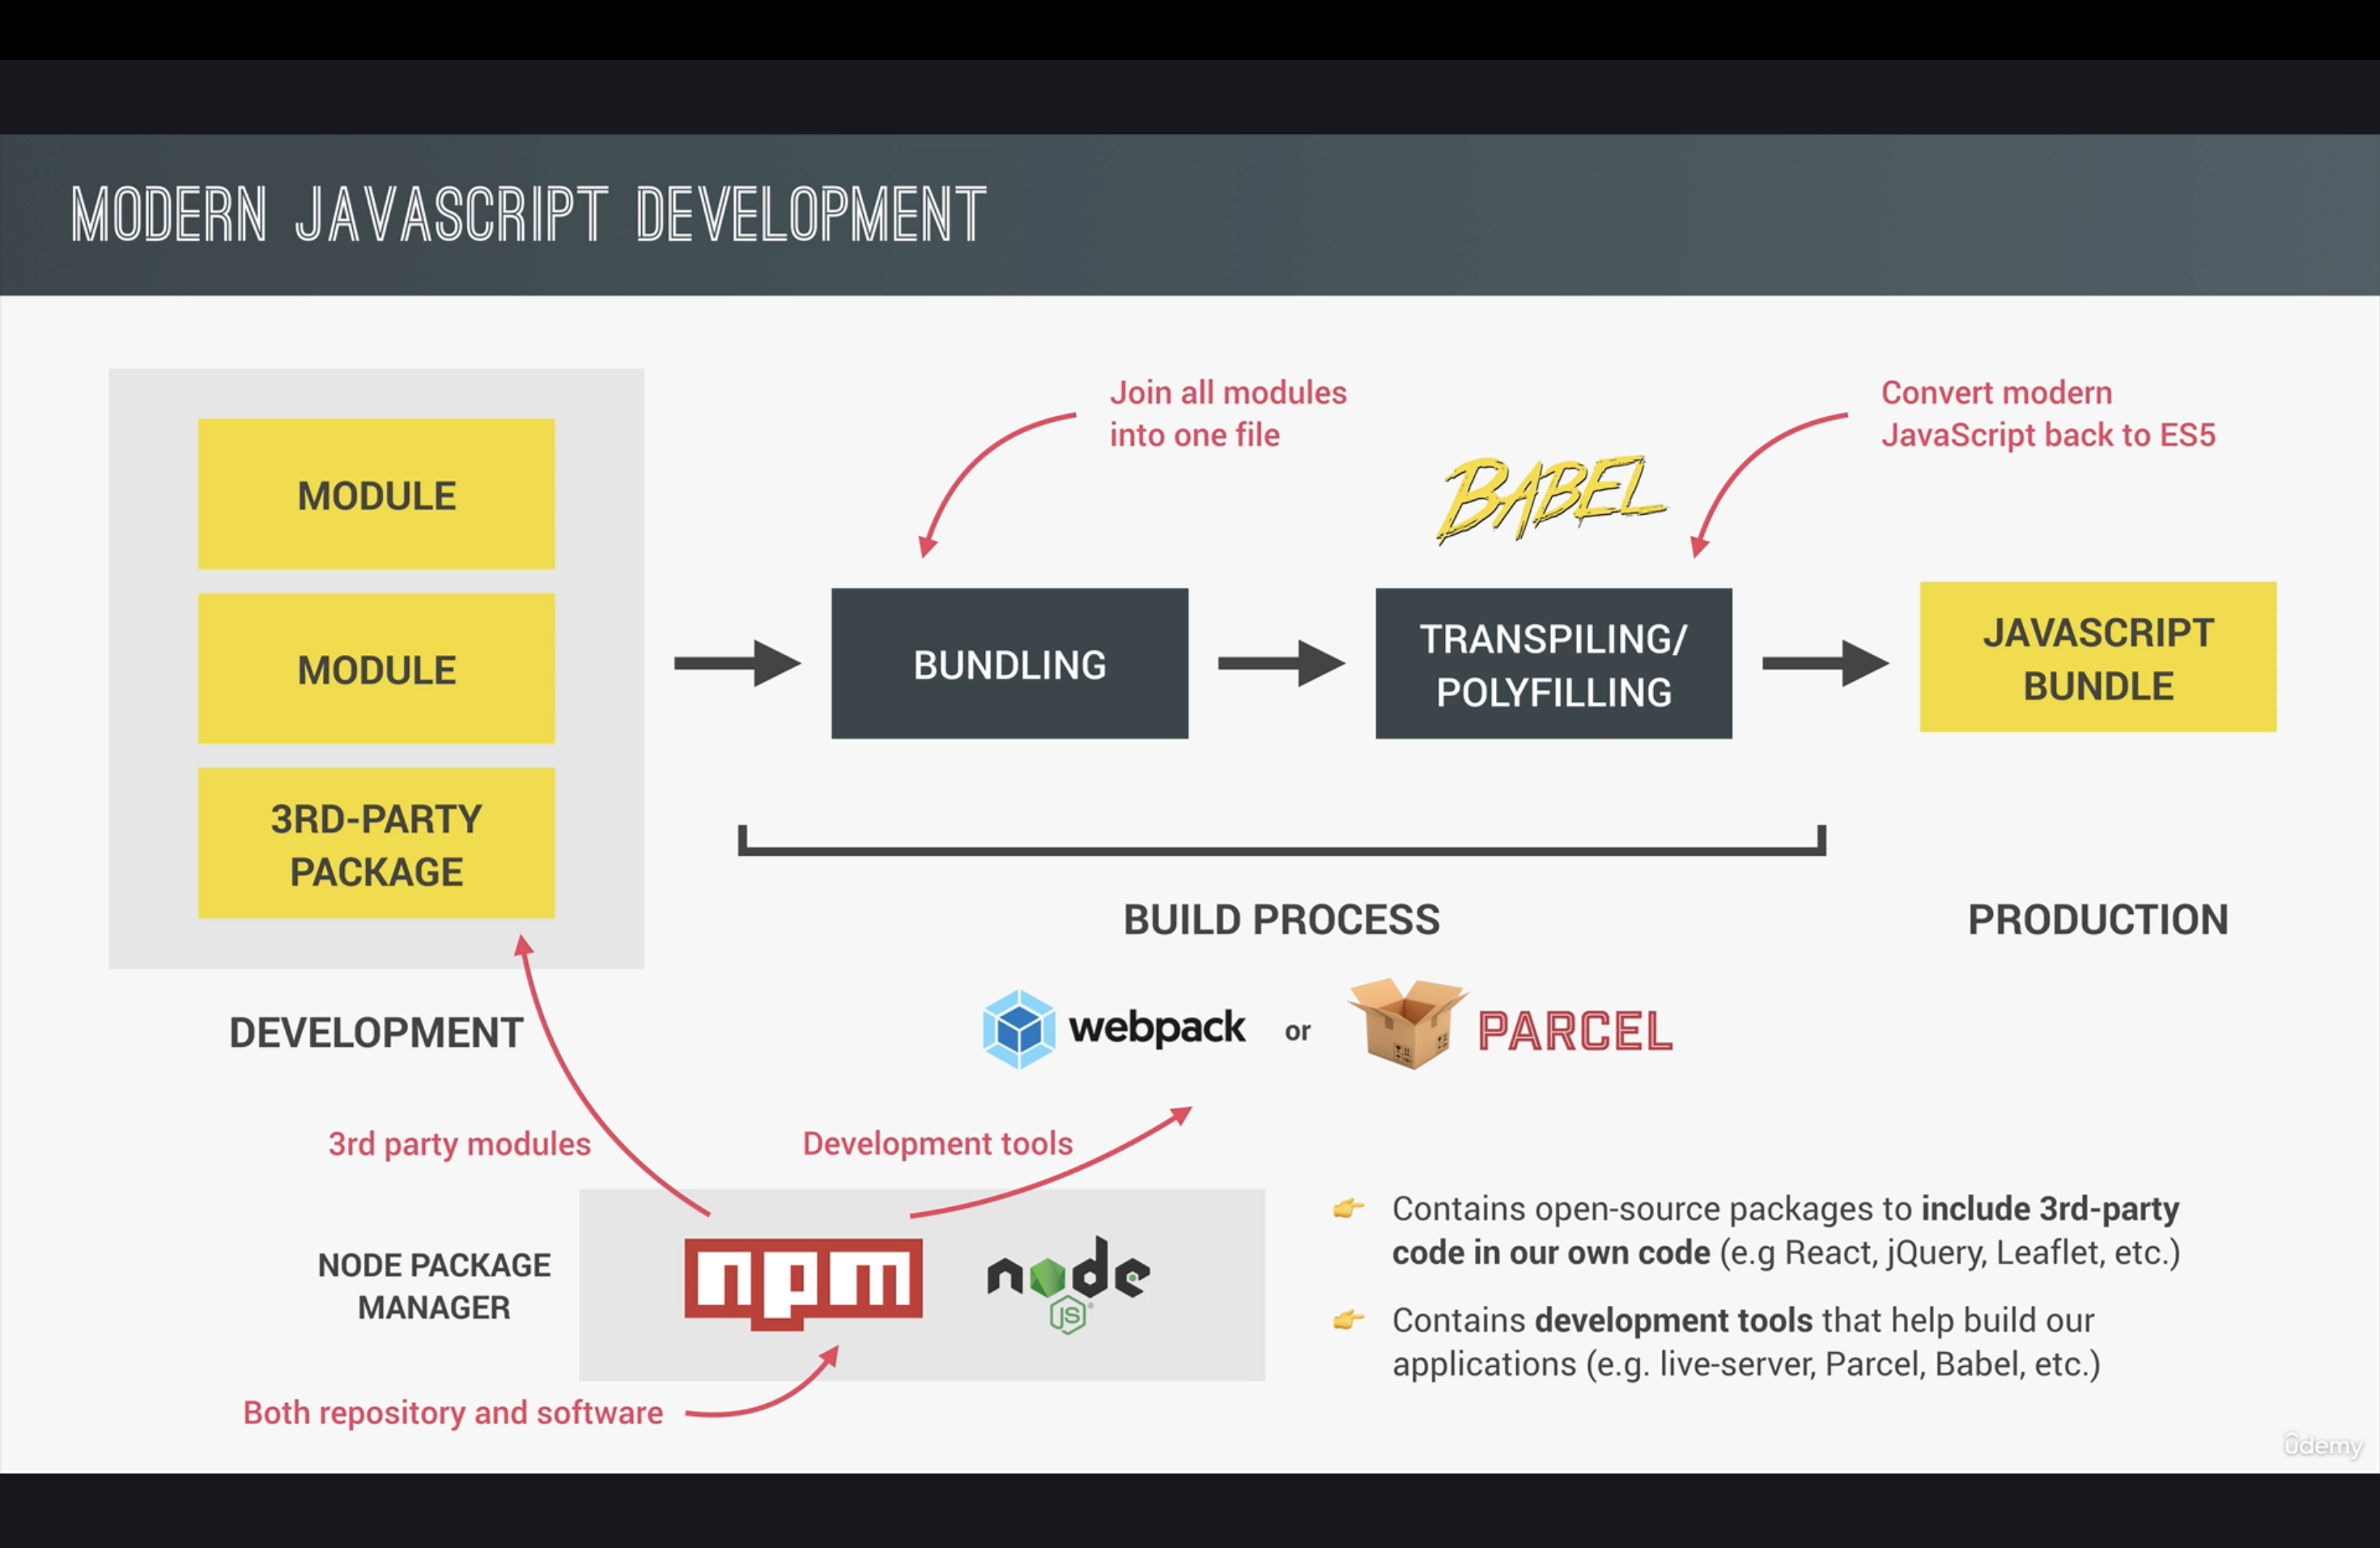 MODERN JAVASCRIPT DEVELOPMENT
Join all modules
into one file
Convert modern
JavaScript back to ES5
MODULE
MODULE
3RD-PARTY
PACKAGE
BABEL
BUNDLING
TRANSPILING/
POLYFILLING
JAVASCRIPT
BUNDLE
DEVELOPMENT
BUILD PROCESS
PRODUCTION
webpack or PARCEL
3rd party modules
Development tools
NODE PACKAGE
MANAGER
npm
node
JS
Both repository and software
👉 Contains open-source packages to include 3rd-party
code in our own code (e.g React, jQuery, Leaflet, etc.)
👉 Contains development tools that help build our
applications (e.g. live-server, Parcel, Babel, etc.)
ûdemy